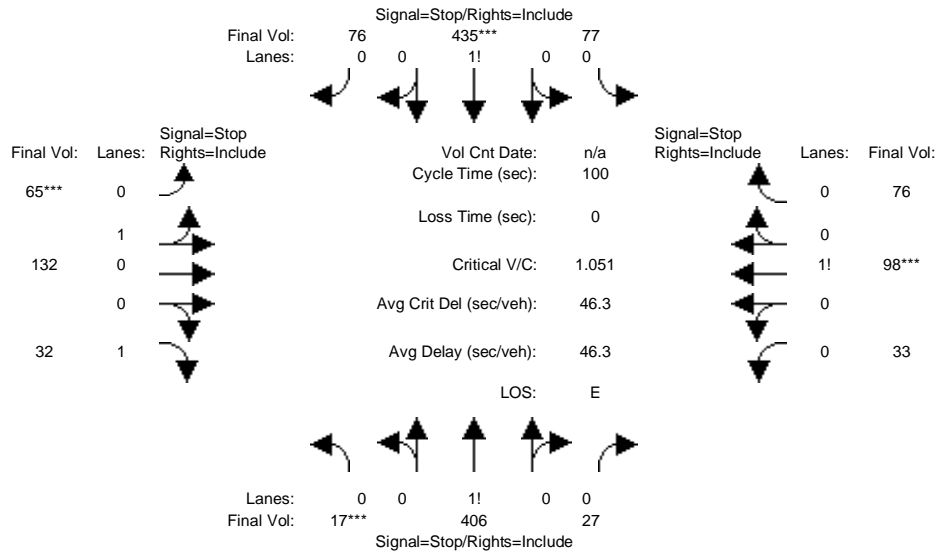 Signal=Stop/Rights=Include
Final Vol: 76 435*** 77
Lanes: 0 0 1! 0 0
Signal=Stop
Final Vol: Lanes: Rights=Include
Vol Cnt Date: n/a
Cycle Time (sec): 100
Loss Time (sec): 0
Critical V/C: 1.051
Avg Crit Del (sec/veh): 46.3
Avg Delay (sec/veh): 46.3
LOS: E
65*** 0
1
132 0
0
32 1
Signal=Stop
Rights=Include Lanes: Final Vol:
0 76
0
1! 98***
0
0 33
Lanes: 0 0 1! 0 0
Final Vol: 17*** 406 27
Signal=Stop/Rights=Include